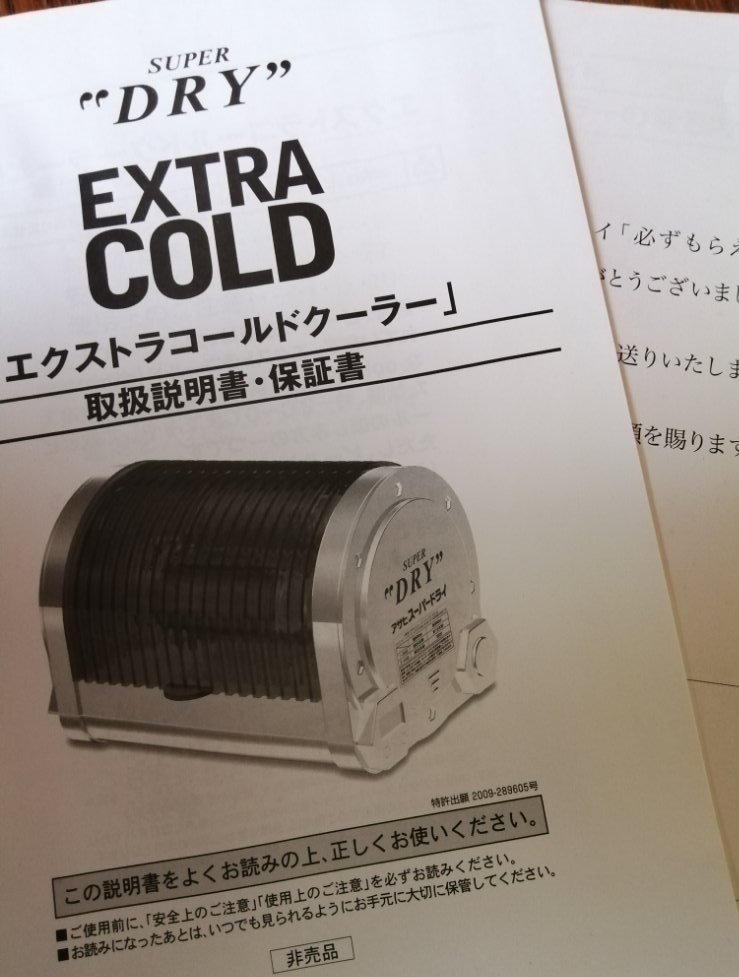 SUPER
“DRY”
EXTRA
COLD
エクストラコールドクーラー」
取扱説明書・保証書
SUPER
“DRY”
アサヒスーパードライ
特許出願 2009-289605号
この説明書をよくお読みの上、正しくお使いください。
■ご使用前に、「安全上のご注意」「使用上のご注意」を必ずお読みください。
■お読みになったあとは、いつでも見られるようにお手元に大切に保管してください。
非売品
イ「必ずもらえ
がとうございまし
送りいたしま
を賜ります